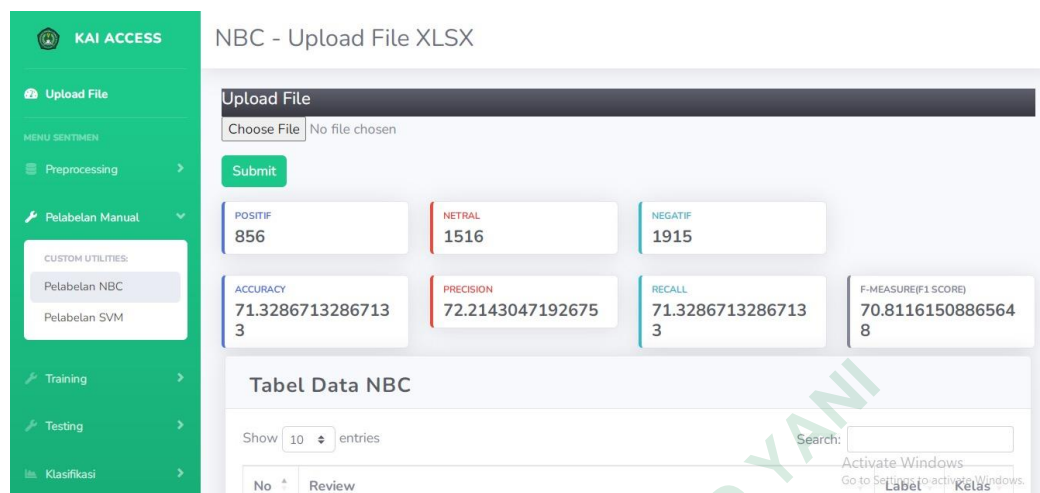 KAI ACCESS
NBC - Upload File XLSX
Upload File
MENU SENTIMEN
Preprocessing
Pelabelan Manual
CUSTOM UTILITIES:
Pelabelan NBC
Pelabelan SVM
Training
Testing
Klasifikasi
Upload File
Choose File No file chosen
Submit
POSITIF
856
NETRAL
1516
NEGATIF
1915
ACCURACY
71.3286713286713
3
PRECISION
72.2143047192675
RECALL
71.3286713286713
3
F-MEASURE(F1 SCORE)
70.8116150886564
8
Tabel Data NBC
Show 10 entries
Search:
No Review Label Kelas
Activate Windows
Go to Settings to activate Windows.
YANI